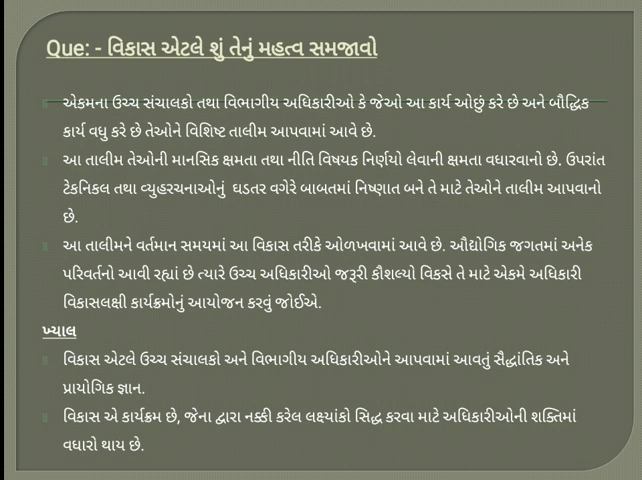 Que: - વિકાસ એટલે શું તેનું મહત્વ સમજાવો
એકમના ઉચ્ચ સંચાલકો તથા વિભાગીય અધિકારીઓ કે જેઓ આ કાર્ય ઓછું કરે છે અને બૌદ્ધિક
કાર્ય વધુ કરે છે તેઓને વિશિષ્ટ તાલીમ આપવામાં આવે છે.
આ તાલીમ તેઓની માનસિક ક્ષમતા તથા નીતિ વિષયક નિર્ણયો લેવાની ક્ષમતા વધારવાનો છે. ઉપરાંત
ટેકનિકલ તથા વ્યુહરચનાઓનું ઘડતર વગેરે બાબતમાં નિષ્ણાત બને તે માટે તેઓને તાલીમ આપવાનો
છે.
આ તાલીમને વર્તમાન સમયમાં આ વિકાસ તરીકે ઓળખવામાં આવે છે. ઔદ્યોગિક જગતમાં અનેક
પરિવર્તનો આવી રહ્યાં છે ત્યારે ઉચ્ચ અધિકારીઓ જરૂરી કૌશલ્યો વિકસે તે માટે એકમે અધિકારી
વિકાસલક્ષી કાર્યક્રમોનું આયોજન કરવું જોઈએ.
ખ્યાલ
વિકાસ એટલે ઉચ્ચ સંચાલકો અને વિભાગીય અધિકારીઓને આપવામાં આવતું સૈદ્ધાંતિક અને
પ્રાયોગિક જ્ઞાન.
વિકાસ એ કાર્યક્રમ છે, જેના દ્વારા નક્કી કરેલ લક્ષ્યાંકો સિદ્ધ કરવા માટે અધિકારીઓની શક્તિમાં
વધારો થાય છે.